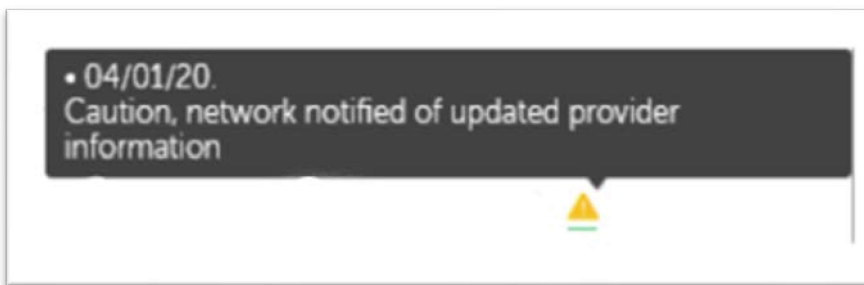 • 04/01/20.
Caution, network notified of updated provider
information